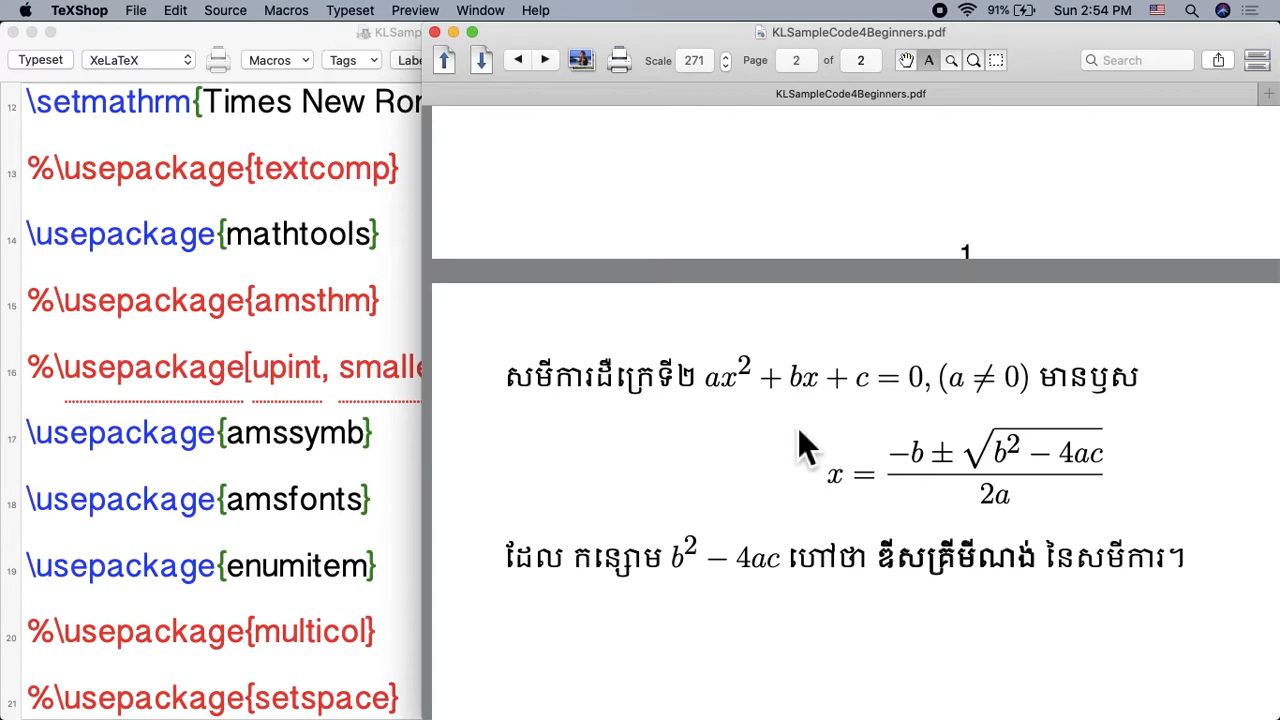 TeXShop File Edit Source Macros Typeset Preview Window Help 91% Sun 2:54 PM
KLSam
Typeset XeLaTeX Macros Tags Labe
12 \setmathrm{Times New Ror
13 %\usepackage{textcomp}
14 \usepackage{mathtools}
15 %\usepackage{amsthm}
16 %\usepackage[upint, smalle
17 \usepackage{amssymb}
18 \usepackage{amsfonts}
19 \usepackage{enumitem}
20 %\usepackage{multicol}
21 %\usepackage{setspace}
KLSampleCode4Beginners.pdf
Scale 271 Page 2 of 2 A Search
KLSampleCode4Beginners.pdf
1
សមីការដឺក្រេទី២ ax² + bx + c = 0, (a ≠ 0) មានឫស
x = (−b ± √(b² − 4ac)) / 2a
ដែល កន្សោម b² − 4ac ហៅថា ឌីសគ្រីមីណង់ នៃសមីការ។